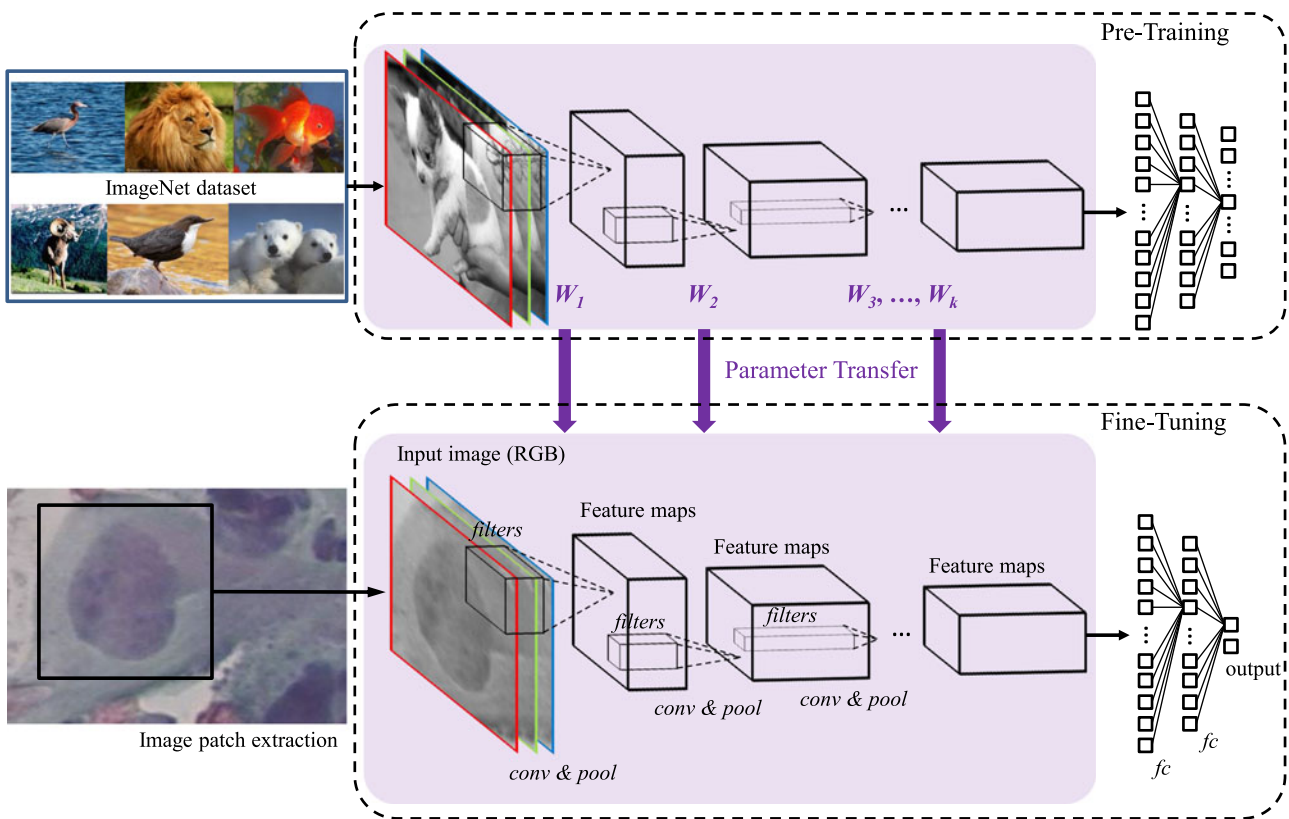 Pre-Training
ImageNet dataset
...
W1
W2
W3, ..., Wk
Parameter Transfer
Fine-Tuning
Input image (RGB)
filters
Feature maps
Feature maps
Feature maps
filters
filters
...
output
conv & pool
conv & pool
conv & pool
Image patch extraction
fc
fc